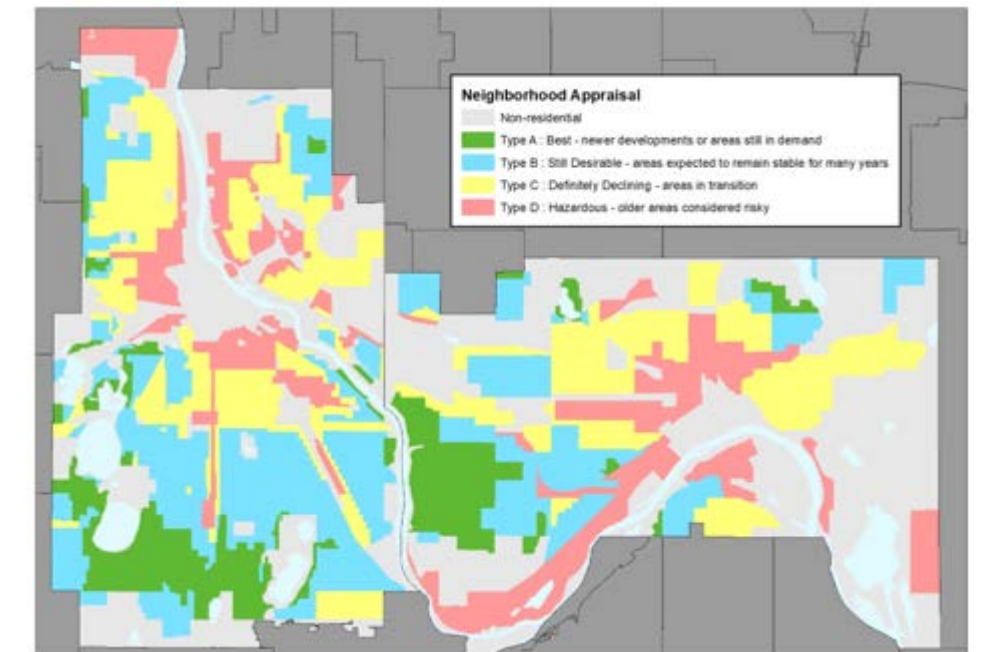 Neighborhood Appraisal
Non-residential
Type A : Best - newer developments or areas still in demand
Type B : Still Desirable - areas expected to remain stable for many years
Type C : Definitely Declining - areas in transition
Type D : Hazardous - older areas considered risky